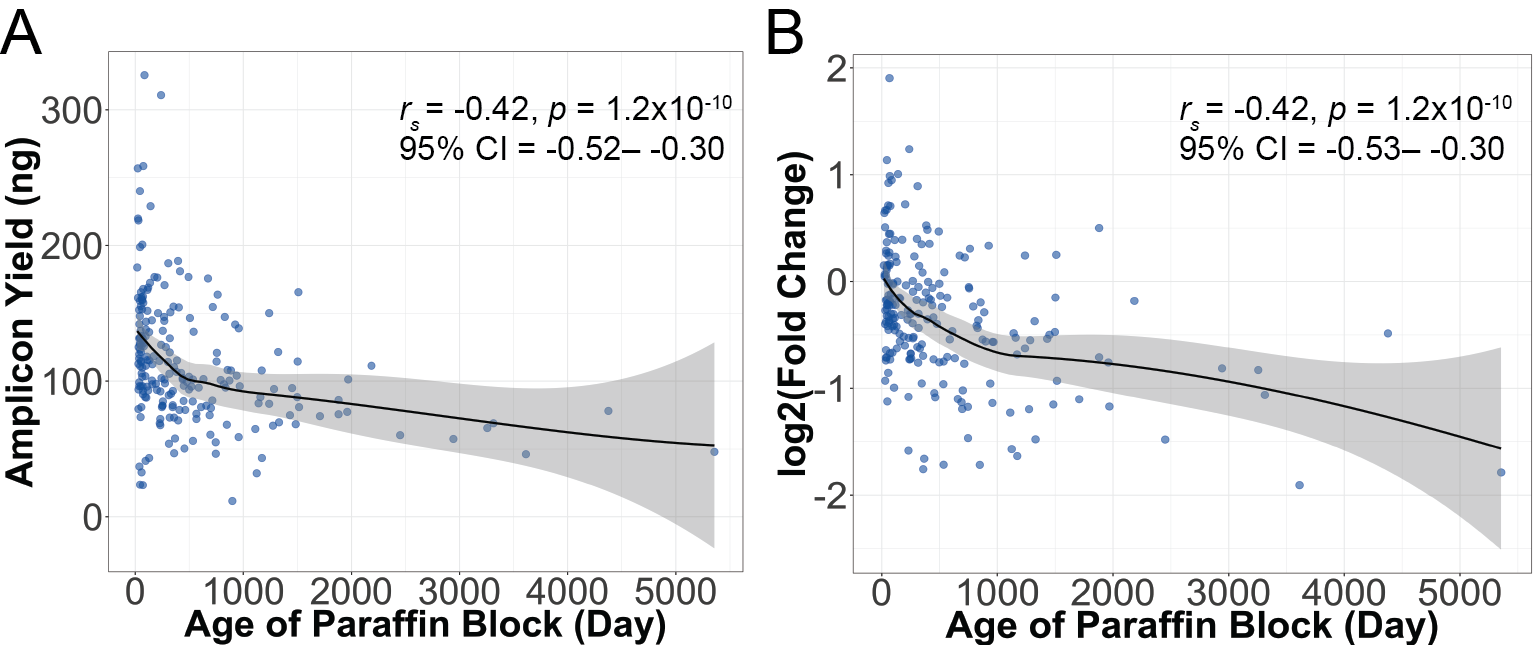 A
B
r_s = -0.42, p = 1.2x10^-10
95% CI = -0.52– -0.30
Amplicon Yield (ng)
300
200
100
0
0 1000 2000 3000 4000 5000
Age of Paraffin Block (Day)
r_s = -0.42, p = 1.2x10^-10
95% CI = -0.53– -0.30
log2(Fold Change)
2
1
0
-1
-2
0 1000 2000 3000 4000 5000
Age of Paraffin Block (Day)